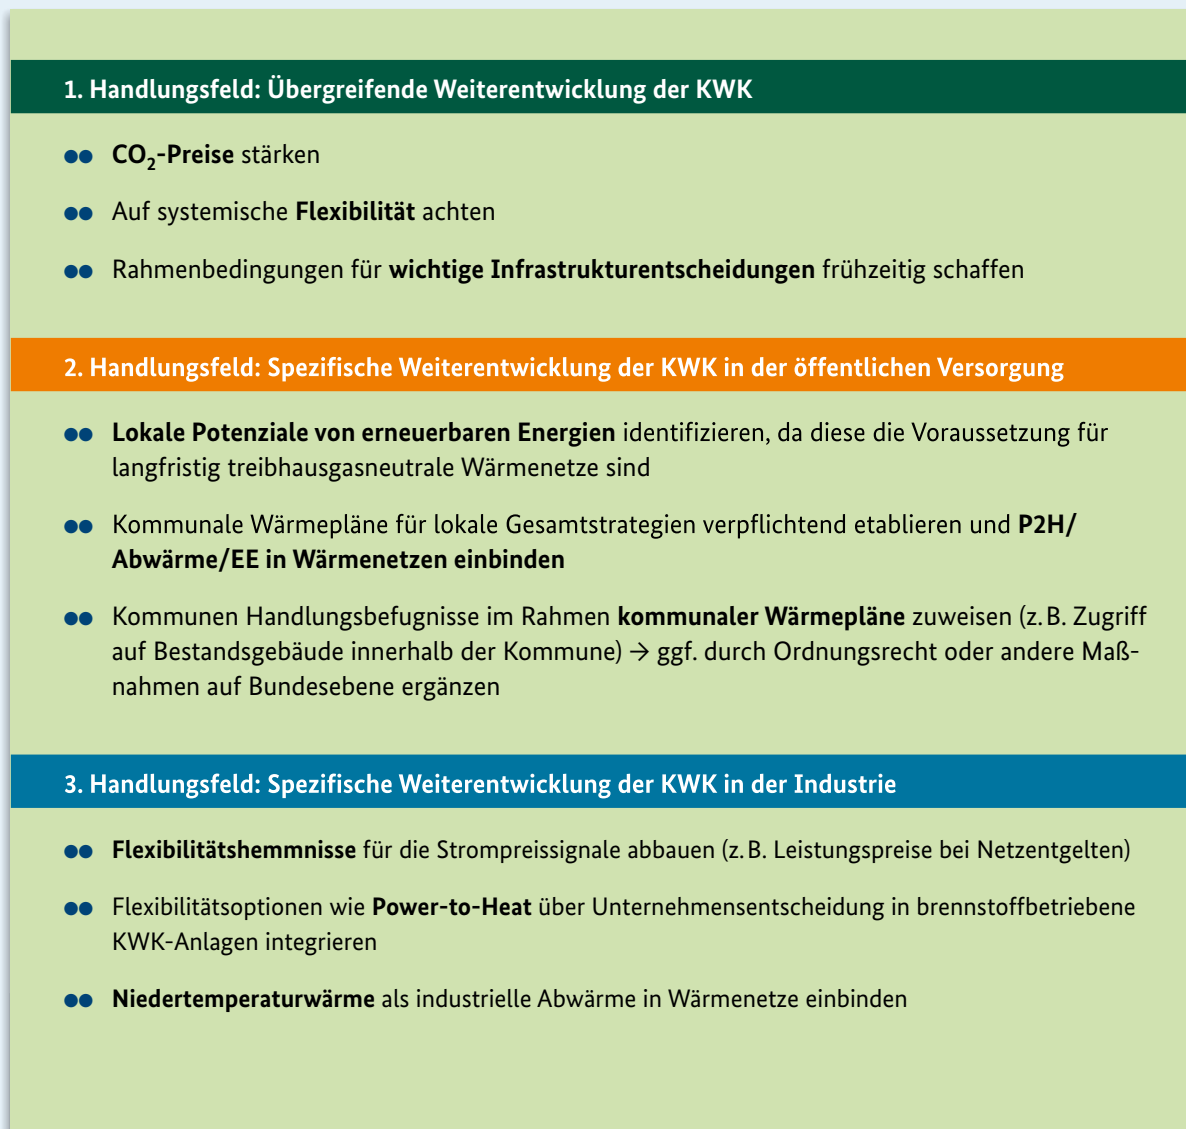 1. Handlungsfeld: Übergreifende Weiterentwicklung der KWK
●● CO₂-Preise stärken
●● Auf systemische Flexibilität achten
●● Rahmenbedingungen für wichtige Infrastrukturentscheidungen frühzeitig schaffen
2. Handlungsfeld: Spezifische Weiterentwicklung der KWK in der öffentlichen Versorgung
●● Lokale Potenziale von erneuerbaren Energien identifizieren, da diese die Voraussetzung für
langfristig treibhausgasneutrale Wärmenetze sind
●● Kommunale Wärmepläne für lokale Gesamtstrategien verpflichtend etablieren und P2H/
Abwärme/EE in Wärmenetzen einbinden
●● Kommunen Handlungsbefugnisse im Rahmen kommunaler Wärmepläne zuweisen (z. B. Zugriff
auf Bestandsgebäude innerhalb der Kommune) → ggf. durch Ordnungsrecht oder andere Maß-
nahmen auf Bundesebene ergänzen
3. Handlungsfeld: Spezifische Weiterentwicklung der KWK in der Industrie
●● Flexibilitätshemmnisse für die Strompreissignale abbauen (z. B. Leistungspreise bei Netzentgelten)
●● Flexibilitätsoptionen wie Power-to-Heat über Unternehmensentscheidung in brennstoffbetriebene
KWK-Anlagen integrieren
●● Niedertemperaturwärme als industrielle Abwärme in Wärmenetze einbinden